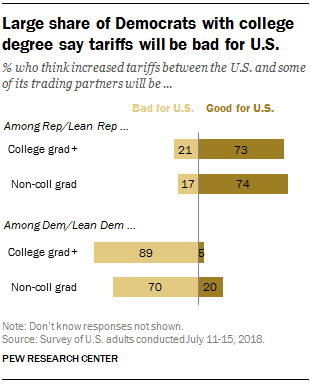 Large share of Democrats with college
degree say tariffs will be bad for U.S.
% who think increased tariffs between the U.S. and some
of its trading partners will be ...
Bad for U.S. Good for U.S.
Among Rep/Lean Rep ...
College grad+ 21 73
Non-coll grad 17 74
Among Dem/Lean Dem ...
College grad+ 89 5
Non-coll grad 70 20
Note: Don't know responses not shown.
Source: Survey of U.S. adults conducted July 11-15, 2018.
PEW RESEARCH CENTER